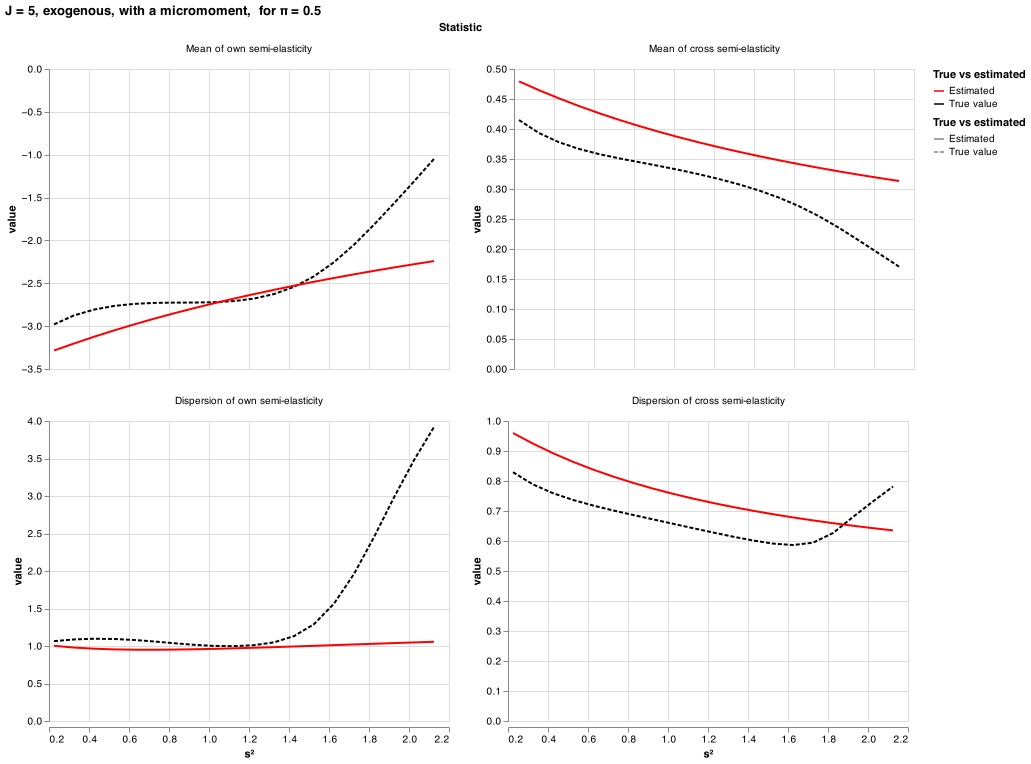 J = 5, exogenous, with a micromoment,  for π = 0.5
Statistic
Mean of own semi-elasticity
Mean of cross semi-elasticity
0.0
−0.5
−1.0
−1.5
−2.0
−2.5
−3.0
−3.5
value
0.50
0.45
0.40
0.35
0.30
0.25
0.20
0.15
0.10
0.05
0.00
value
True vs estimated
Estimated
True value
True vs estimated
Estimated
True value
Dispersion of own semi-elasticity
Dispersion of cross semi-elasticity
4.0
3.5
3.0
2.5
2.0
1.5
1.0
0.5
0.0
value
0.2 0.4 0.6 0.8 1.0 1.2 1.4 1.6 1.8 2.0 2.2
s²
1.0
0.9
0.8
0.7
0.6
0.5
0.4
0.3
0.2
0.1
0.0
value
0.2 0.4 0.6 0.8 1.0 1.2 1.4 1.6 1.8 2.0 2.2
s²